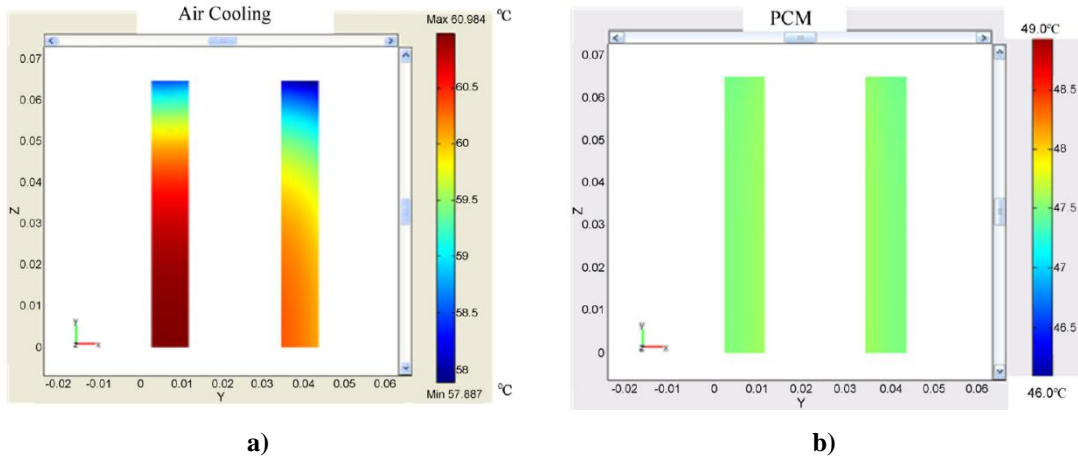 Air Cooling
Max 60.984 °C
0.07
0.06
0.05
0.04
0.03
0.02
0.01
0
Z
-0.02 -0.01 0 0.01 0.02 0.03 0.04 0.05 0.06
Y
Y
Z X
60.5
60
59.5
59
58.5
58
Min 57.887 °C
a)
PCM
49.0°C
0.07
0.06
0.05
0.04
0.03
0.02
0.01
0
Z
-0.02 -0.01 0 0.01 0.02 0.03 0.04 0.05 0.06
Y
Y
Z X
48.5
48
47.5
47
46.5
46.0°C
b)